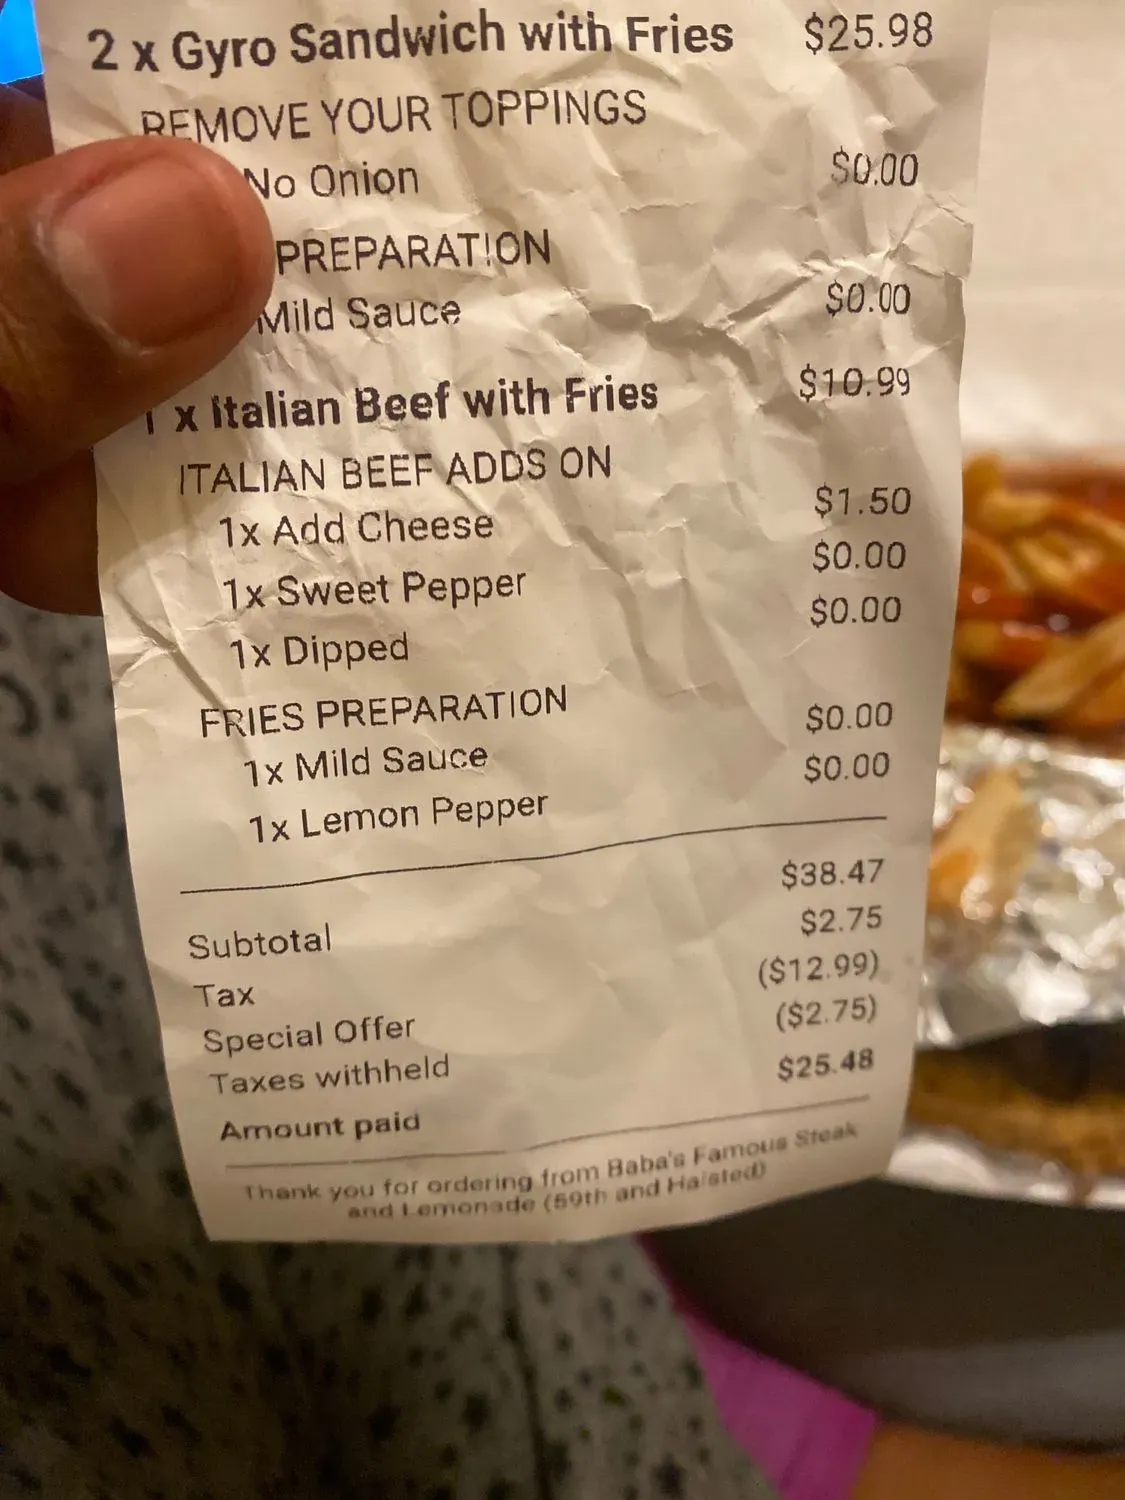 2 x Gyro Sandwich with Fries $25.98
REMOVE YOUR TOPPINGS
No Onion $0.00
PREPARATION
Mild Sauce $0.00
1 x Italian Beef with Fries $10.99
ITALIAN BEEF ADDS ON
1x Add Cheese $1.50
1x Sweet Pepper $0.00
1x Dipped $0.00
FRIES PREPARATION
1x Mild Sauce $0.00
1x Lemon Pepper $0.00
Subtotal $38.47
Tax $2.75
Special Offer ($12.99)
Taxes withheld ($2.75)
Amount paid $25.48
Thank you for ordering from Baba's Famous Steak
and Lemonade (59th and Halsted)